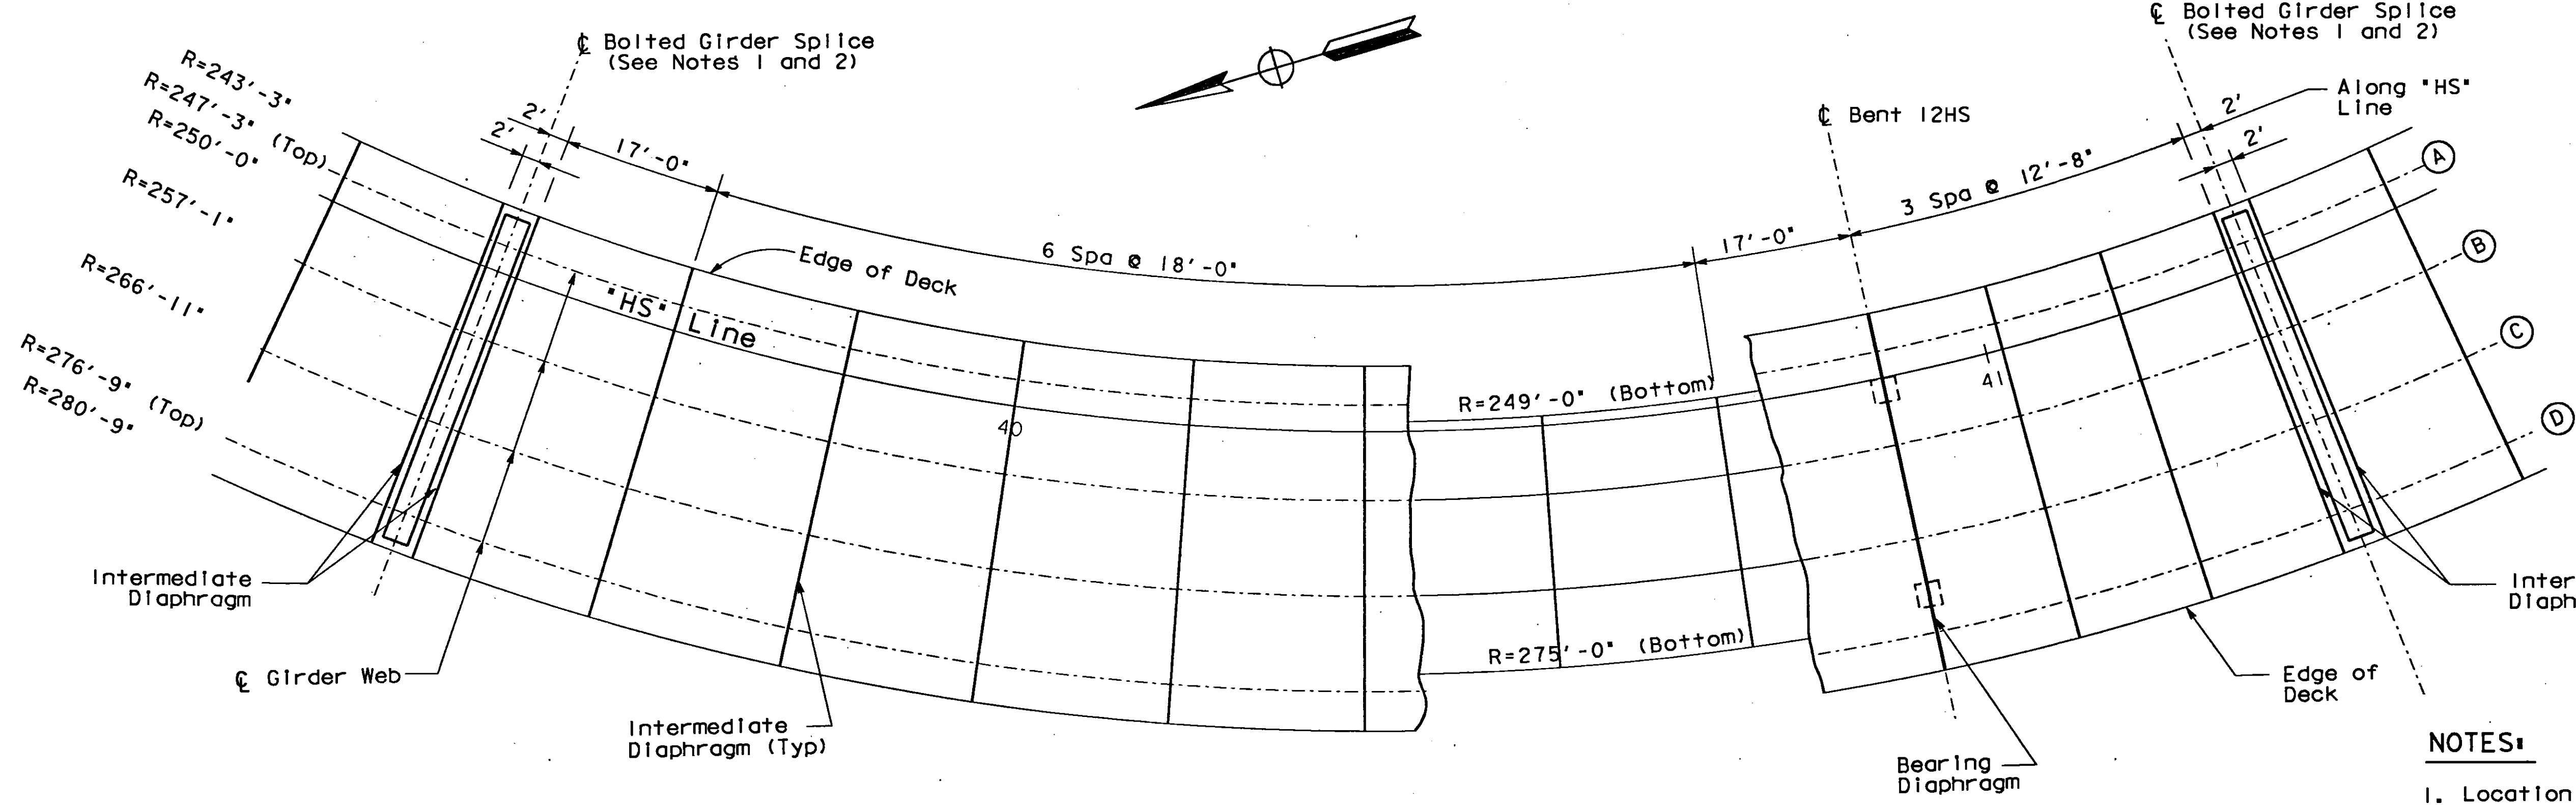 ℄ Bolted Girder Splice
(See Notes 1 and 2)
℄ Bolted Girder Splice
(See Notes 1 and 2)
R=243'-3"
R=247'-3" (Top)
R=250'-0"
R=257'-1"
R=266'-11"
R=276'-9" (Top)
R=280'-9"
2'
2'
17'-0"
6 Spa @ 18'-0"
17'-0"
℄ Bent 12HS
3 Spa @ 12'-8"
2'
2'
Along "HS"
Line
A
B
C
D
Edge of Deck
"HS" Line
40
41
R=249'-0" (Bottom)
R=275'-0" (Bottom)
Intermediate
Diaphragm
℄ Girder Web
Intermediate
Diaphragm (Typ)
Bearing
Diaphragm
Edge of
Deck
Inter
Diaph
NOTES:
1. Location